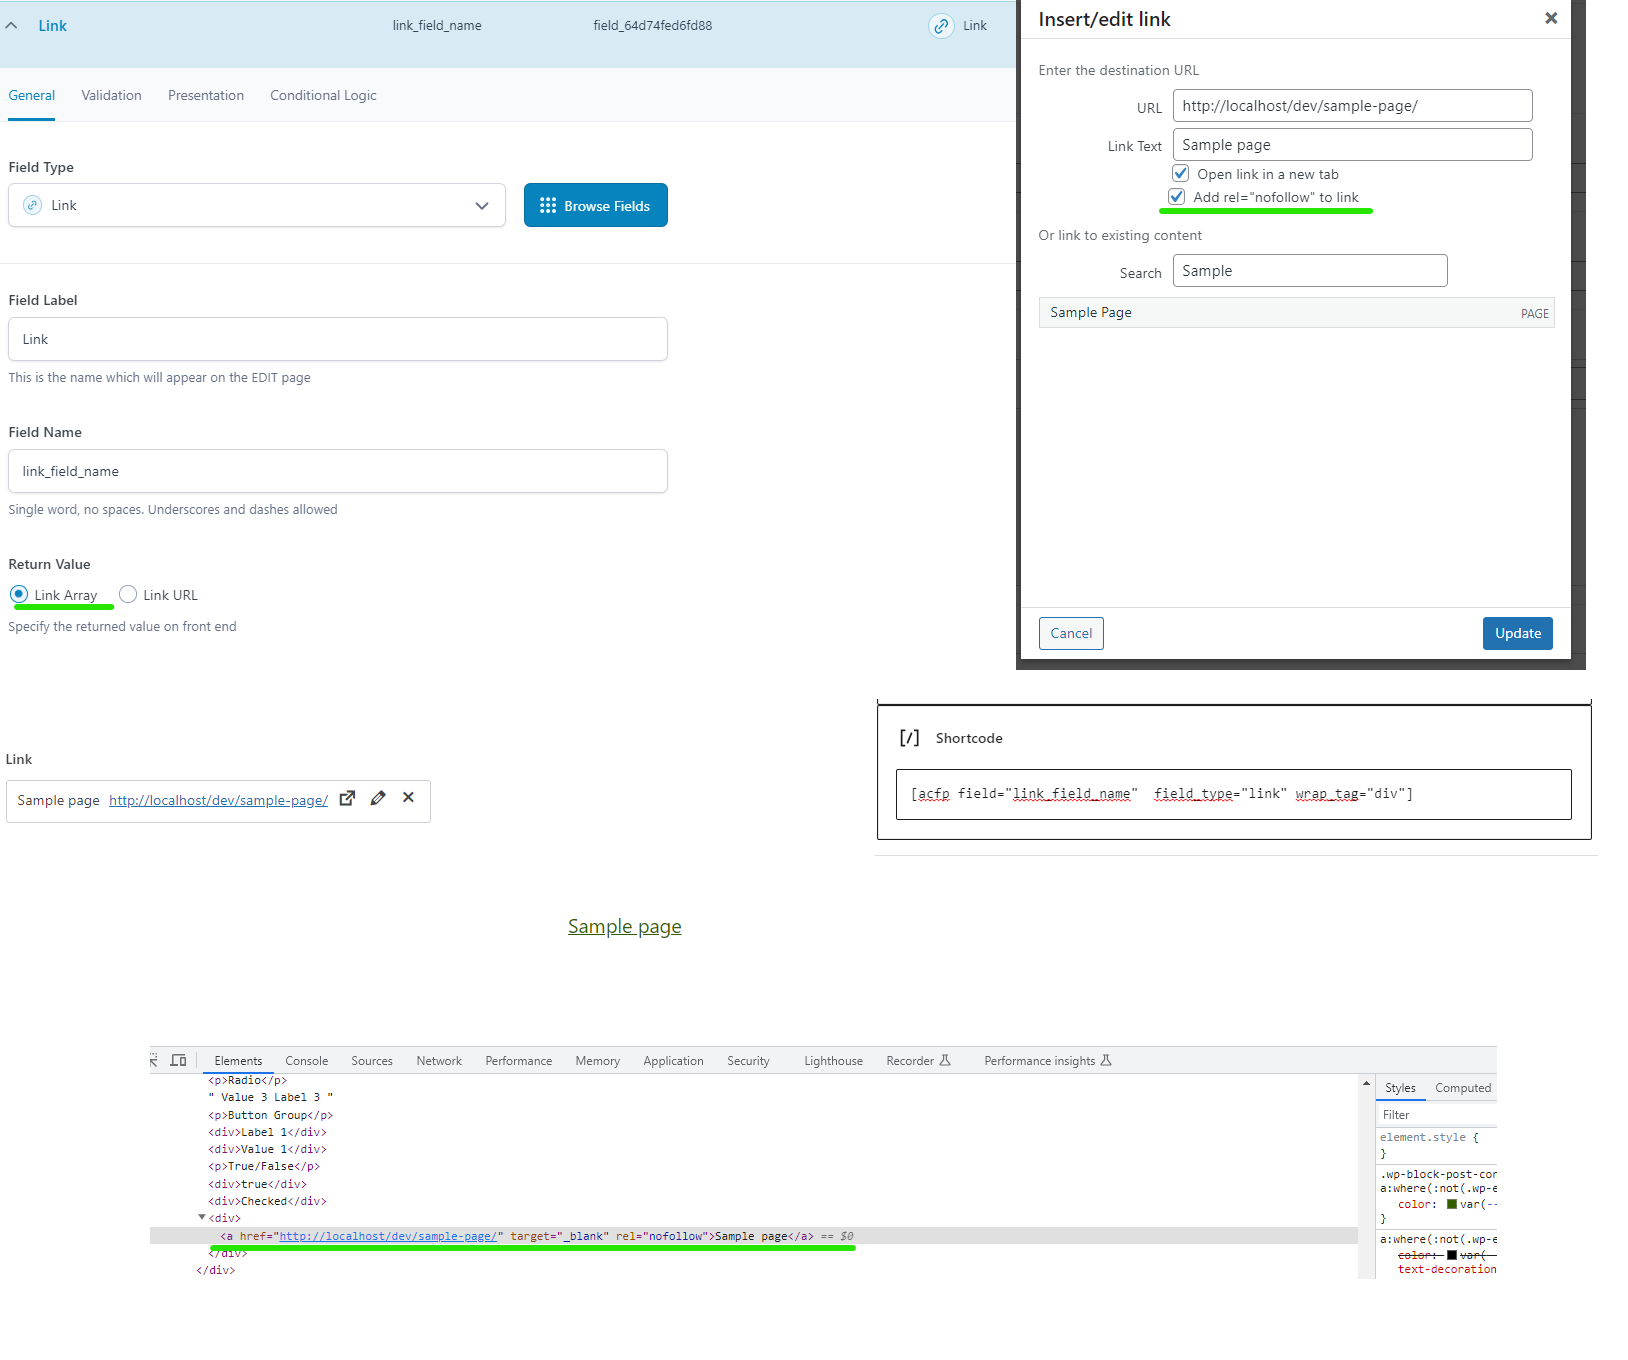 Link link_field_name field_64d74fed6fd88 Link
General Validation Presentation Conditional Logic
Field Type
Link
Browse Fields
Field Label
Link
This is the name which will appear on the EDIT page
Field Name
link_field_name
Single word, no spaces. Underscores and dashes allowed
Return Value
Link Array Link URL
Specify the returned value on front end
Insert/edit link
Enter the destination URL
URL http://localhost/dev/sample-page/
Link Text Sample page
Open link in a new tab
Add rel="nofollow" to link
Or link to existing content
Search Sample
Sample Page PAGE
Cancel Update
Link
Sample page http://localhost/dev/sample-page/
[/] Shortcode
[acfp field="link_field_name"  field_type="link" wrap_tag="div"]
Sample page
Elements Console Sources Network Performance Memory Application Security Lighthouse Recorder Performance insights
<p>Radio</p>
" Value 3 Label 3 "
<p>Button Group</p>
<div>Label 1</div>
<div>Value 1</div>
<p>True/False</p>
<div>true</div>
<div>Checked</div>
<div>
<a href="http://localhost/dev/sample-page/" target="_blank" rel="nofollow">Sample page</a> == $0
</div>
</div>
Styles Computed
Filter
element.style {
}
.wp-block-post-con
a:where(:not(.wp-e
color: var(--
}
a:where(:not(.wp-e
color: var(-
text-decoration